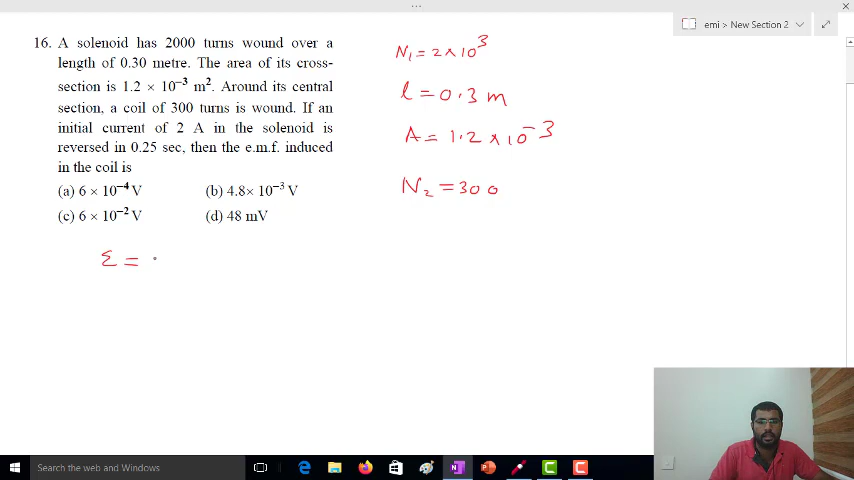 emi > New Section 2
16. A solenoid has 2000 turns wound over a
length of 0.30 metre. The area of its cross-
section is 1.2 × 10⁻³ m². Around its central
section, a coil of 300 turns is wound. If an
initial current of 2 A in the solenoid is
reversed in 0.25 sec, then the e.m.f. induced
in the coil is
(a) 6 × 10⁻⁴ V (b) 4.8× 10⁻³ V
(c) 6 × 10⁻² V (d) 48 mV
N₁ = 2 × 10³
l = 0.3 m
A = 1.2 × 10⁻³
N₂ = 300
Ɛ =
Search the web and Windows